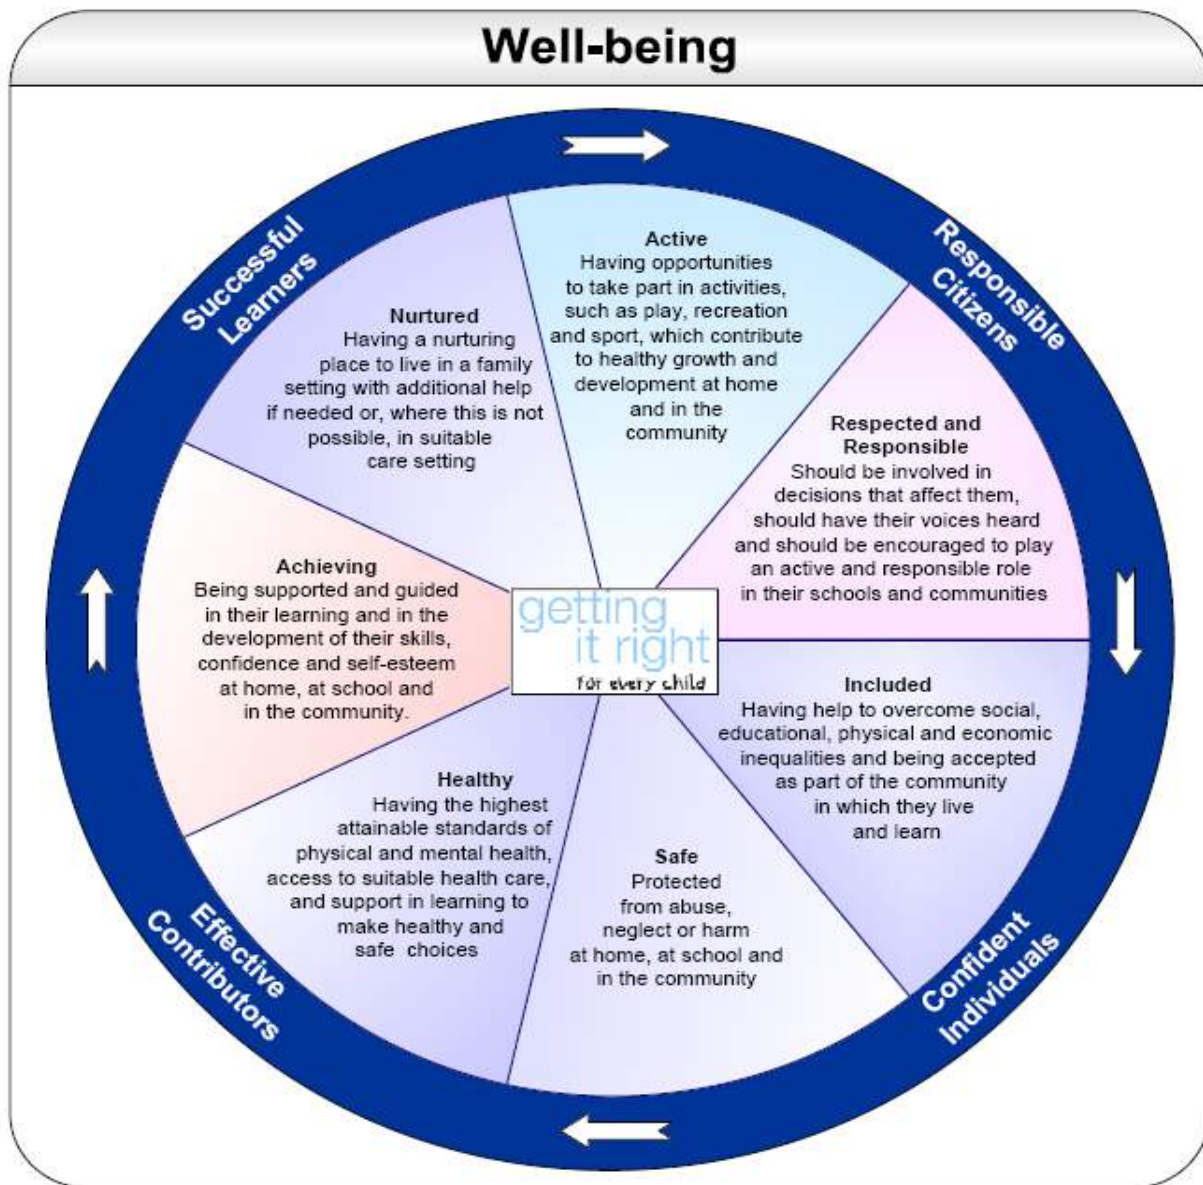 Well-being
Successful
Learners
Responsible
Citizens
Confident
Individuals
Effective
Contributors
Active
Having opportunities
to take part in activities,
such as play, recreation
and sport, which contribute
to healthy growth and
development at home
and in the
community
Respected and
Responsible
Should be involved in
decisions that affect them,
should have their voices heard
and should be encouraged to play
an active and responsible role
in their schools and communities
Included
Having help to overcome social,
educational, physical and economic
inequalities and being accepted
as part of the community
in which they live
and learn
Safe
Protected
from abuse,
neglect or harm
at home, at school and
in the community
Healthy
Having the highest
attainable standards of
physical and mental health,
access to suitable health care,
and support in learning to
make healthy and
safe choices
Achieving
Being supported and guided
in their learning and in the
development of their skills,
confidence and self-esteem
at home, at school and
in the community.
Nurtured
Having a nurturing
place to live in a family
setting with additional help
if needed or, where this is not
possible, in suitable
care setting
getting
it right
for every child